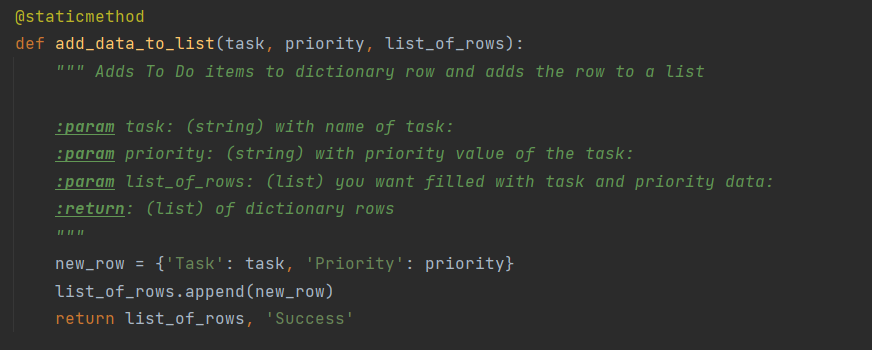 @staticmethod
def add_data_to_list(task, priority, list_of_rows):
    """ Adds To Do items to dictionary row and adds the row to a list

    :param task: (string) with name of task:
    :param priority: (string) with priority value of the task:
    :param list_of_rows: (list) you want filled with task and priority data:
    :return: (list) of dictionary rows
    """
    new_row = {'Task': task, 'Priority': priority}
    list_of_rows.append(new_row)
    return list_of_rows, 'Success'